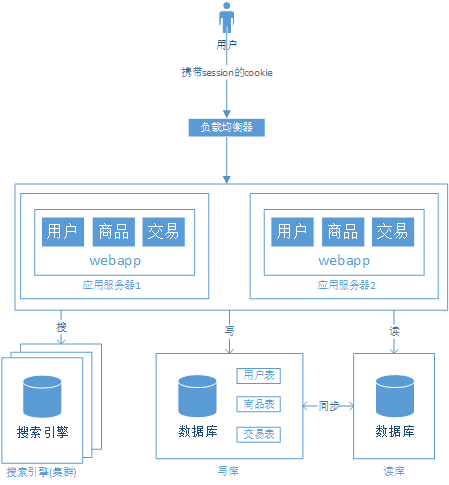 用户
携带session的cookie
负载均衡器
用户 商品 交易
webapp
应用服务器1
用户 商品 交易
webapp
应用服务器2
搜
写
读
搜索引擎
搜索引擎(集群)
数据库
用户表
商品表
交易表
写库
同步
数据库
读库